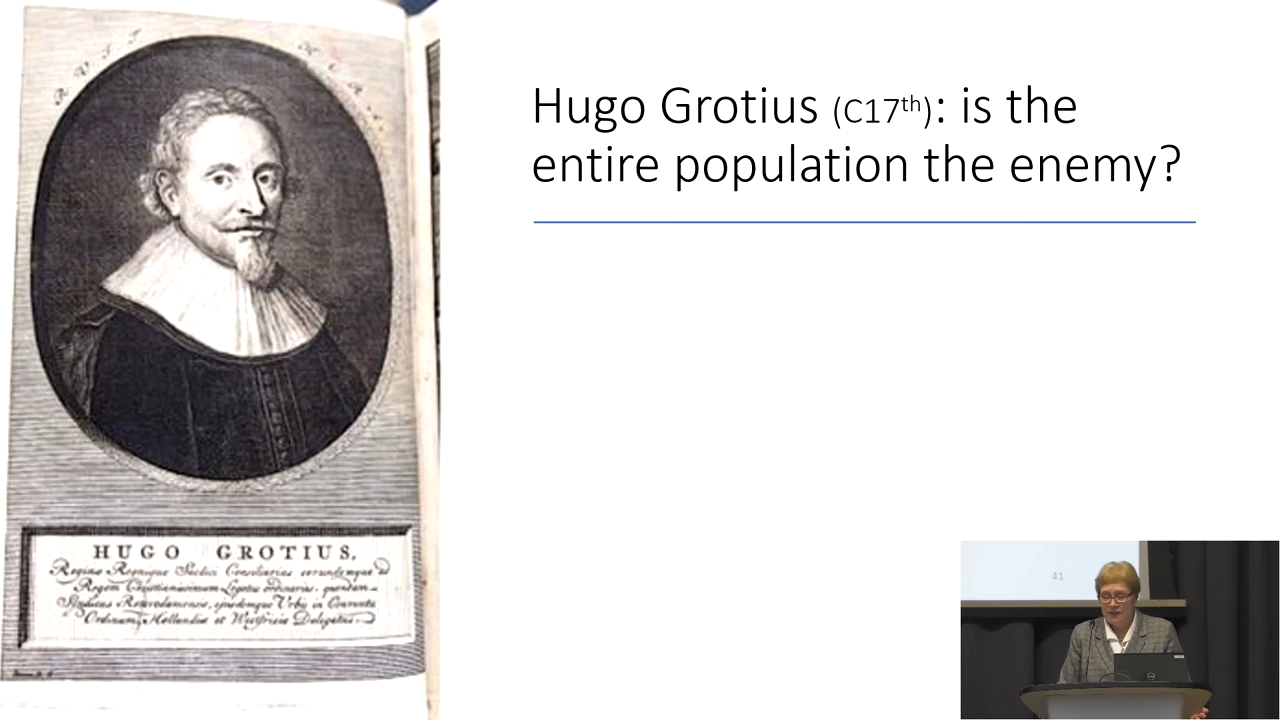 Hugo Grotius (C17th): is the
entire population the enemy?
HUGO GROTIUS,
Reginæ Regnique Suecici Consiliarius eorundemque ad
Regem Christianissimum Legatus ordinarius, quondam
Syndicus Roterodamensis, ejusdemque Urbis in Conventu
Ordinum Hollandiæ et Westfrisiæ Delegatus.
41